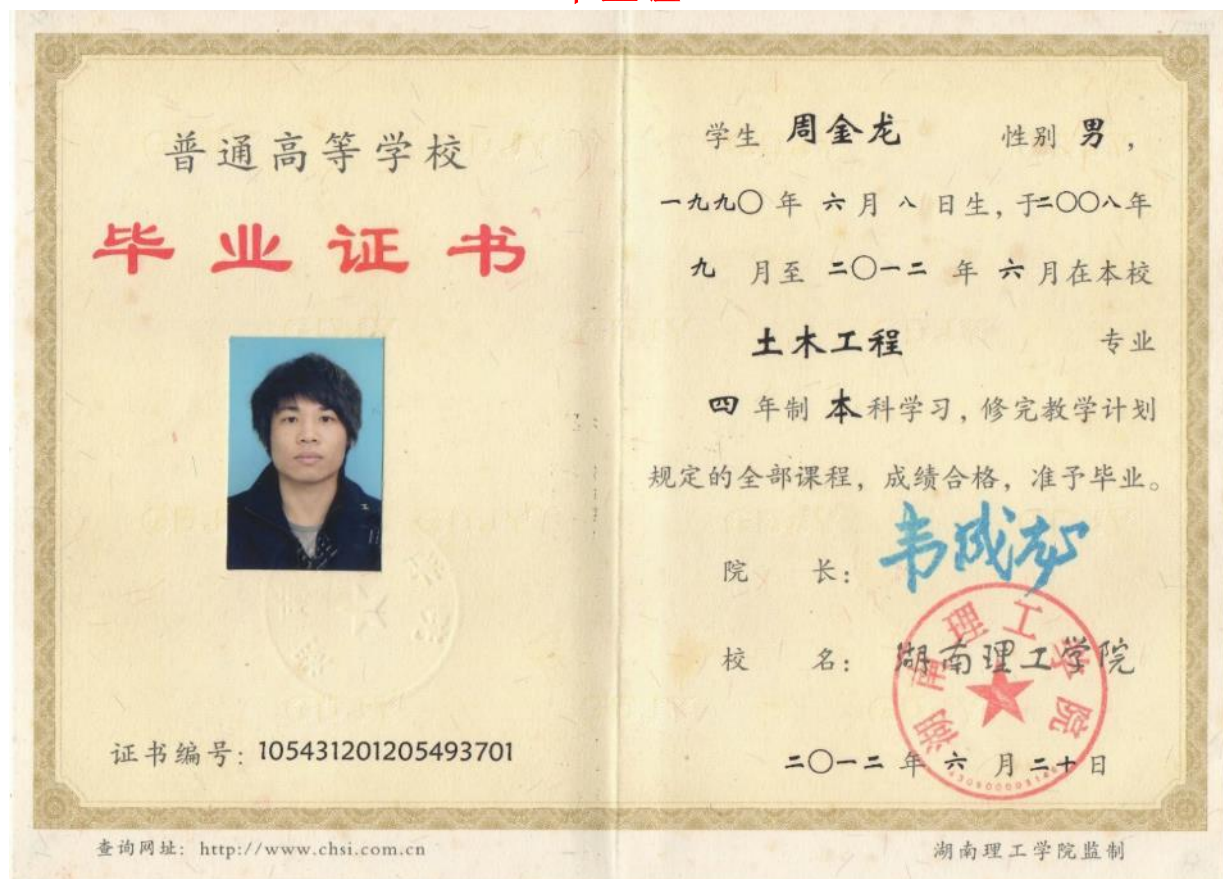 普通高等学校
毕业证书
证书编号：105431201205493701
查询网址：http://www.chsi.com.cn
学生 周金龙 性别 男，
一九九〇年 六月 八 日生，于二〇〇八年
九 月至 二〇一二 年 六月在本校
土木工程 专业
四 年制 本科学习，修完教学计划
规定的全部课程，成绩合格，准予毕业。
院 长：
校 名：湖南理工学院
湖南理工学院
二〇一二 年 六 月 二十日
湖南理工学院监制